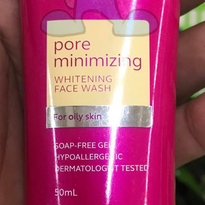 pore
minimizing
WHITENING
FACE WASH
For oily skin
SOAP-FREE GEL
HYPOALLERGENIC
DERMATOLOGIST TESTED
50mL